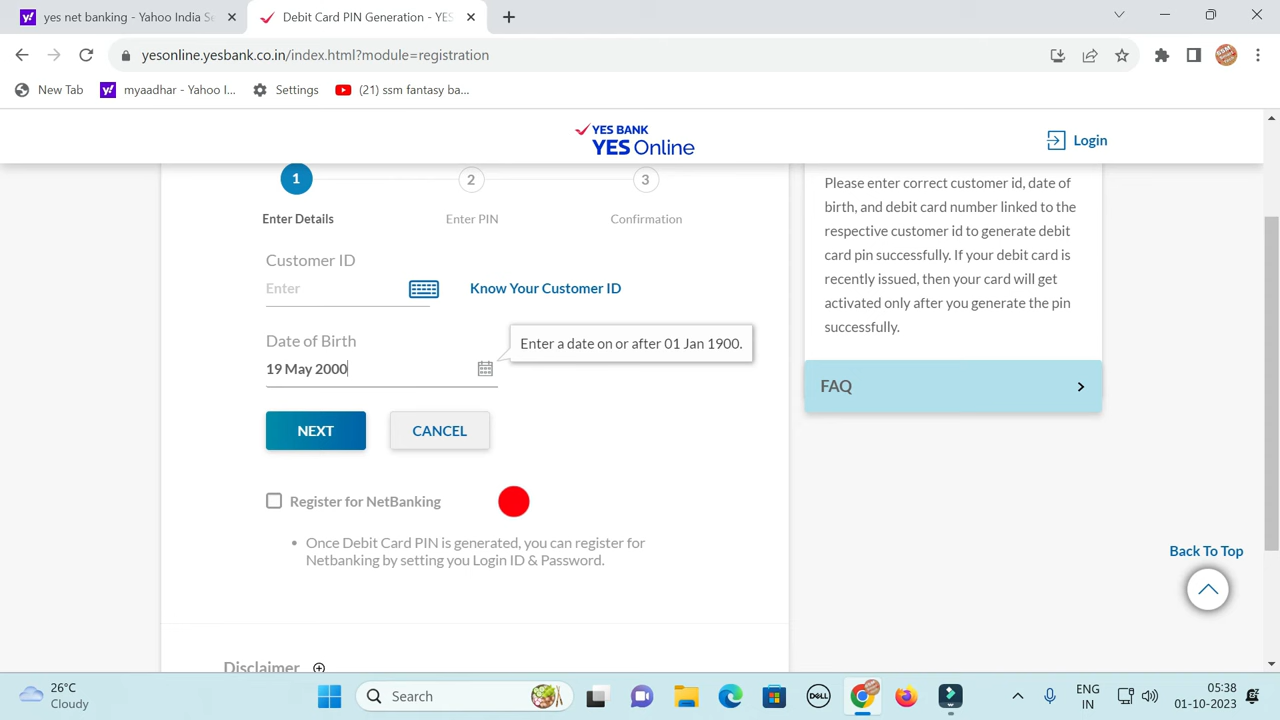 yes net banking - Yahoo India Se
Debit Card PIN Generation - YES
yesonline.yesbank.co.in/index.html?module=registration
New Tab
myaadhar - Yahoo I...
Settings
(21) ssm fantasy ba...
YES BANK
YES Online
Login
1
2
3
Enter Details
Enter PIN
Confirmation
Customer ID
Enter
Know Your Customer ID
Date of Birth
19 May 2000
Enter a date on or after 01 Jan 1900.
NEXT
CANCEL
Register for NetBanking
• Once Debit Card PIN is generated, you can register for
Netbanking by setting you Login ID & Password.
Disclaimer
Please enter correct customer id, date of
birth, and debit card number linked to the
respective customer id to generate debit
card pin successfully. If your debit card is
recently issued, then your card will get
activated only after you generate the pin
successfully.
FAQ
Back To Top
26°C
Cloudy
Search
DELL
ENG
IN
05:38
01-10-2023